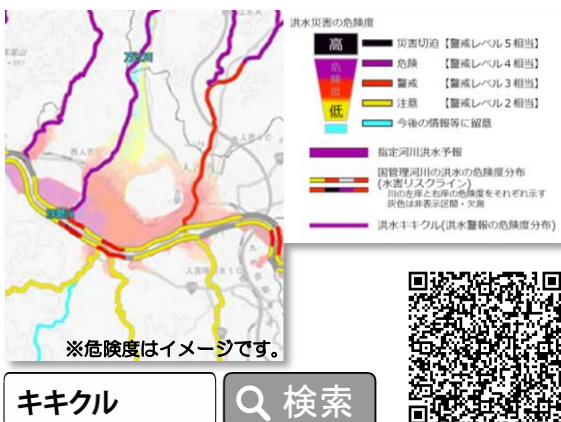 洪水災害の危険度
高
危険度
低
災害切迫【警戒レベル5相当】
危険　【警戒レベル4相当】
警戒　【警戒レベル3相当】
注意　【警戒レベル2相当】
今後の情報等に留意
指定河川洪水予報
国管理河川の洪水の危険度分布
(水害リスクライン)
川の左岸と右岸の危険度をそれぞれ示す
灰色は非表示区間・欠測
洪水キキクル(洪水警報の危険度分布)
※危険度はイメージです。
キキクル
検索